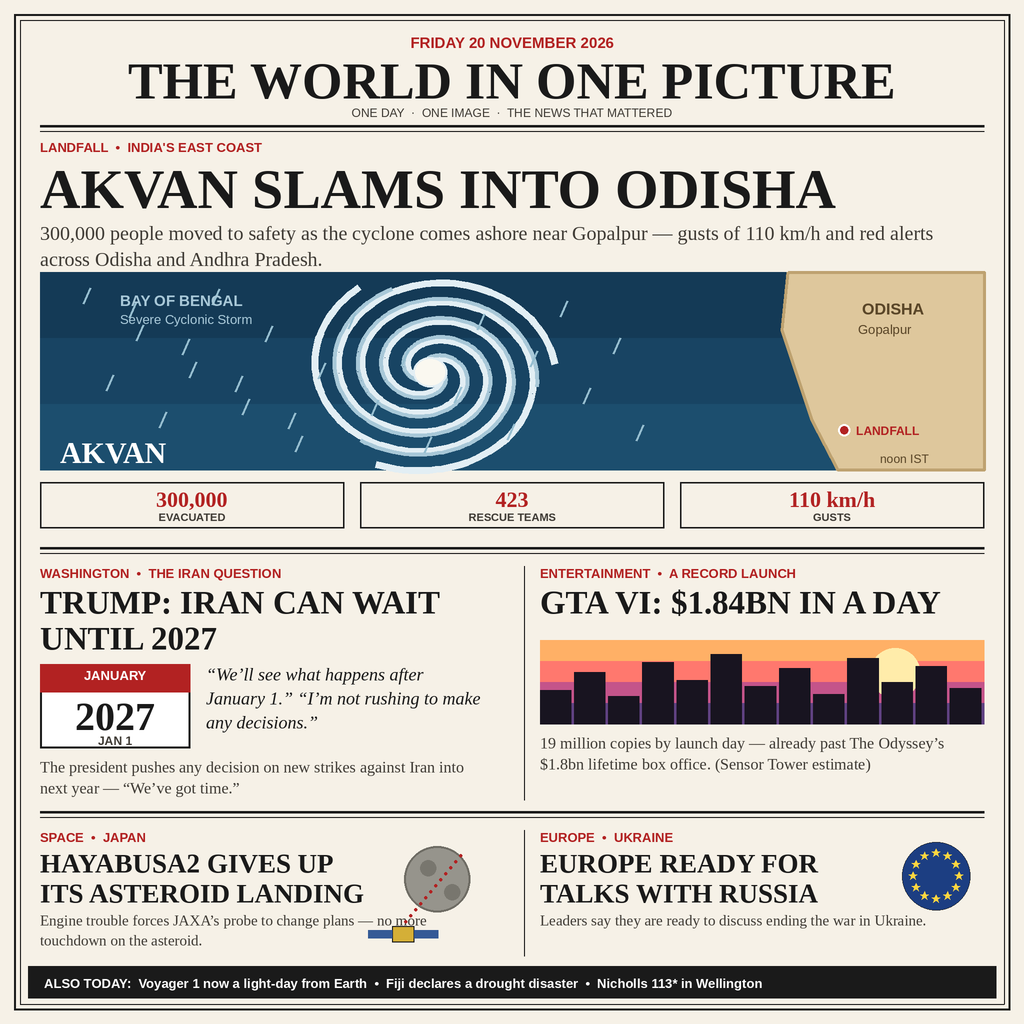 FRIDAY 20 NOVEMBER 2026
THE WORLD IN ONE PICTURE
ONE DAY · ONE IMAGE · THE NEWS THAT MATTERED
LANDFALL • INDIA'S EAST COAST
AKVAN SLAMS INTO ODISHA
300,000 people moved to safety as the cyclone comes ashore near Gopalpur — gusts of 110 km/h and red alerts
across Odisha and Andhra Pradesh.
BAY OF BENGAL
Severe Cyclonic Storm
AKVAN
ODISHA
Gopalpur
LANDFALL
noon IST
300,000
EVACUATED
423
RESCUE TEAMS
110 km/h
GUSTS
WASHINGTON • THE IRAN QUESTION
TRUMP: IRAN CAN WAIT
UNTIL 2027
JANUARY
2027
JAN 1
“We’ll see what happens after
January 1.” “I’m not rushing to make
any decisions.”
The president pushes any decision on new strikes against Iran into
next year — “We’ve got time.”
ENTERTAINMENT • A RECORD LAUNCH
GTA VI: $1.84BN IN A DAY
19 million copies by launch day — already past The Odyssey’s
$1.8bn lifetime box office. (Sensor Tower estimate)
SPACE • JAPAN
HAYABUSA2 GIVES UP
ITS ASTEROID LANDING
Engine trouble forces JAXA’s probe to change plans — no more
touchdown on the asteroid.
EUROPE • UKRAINE
EUROPE READY FOR
TALKS WITH RUSSIA
Leaders say they are ready to discuss ending the war in Ukraine.
ALSO TODAY: Voyager 1 now a light-day from Earth • Fiji declares a drought disaster • Nicholls 113* in Wellington